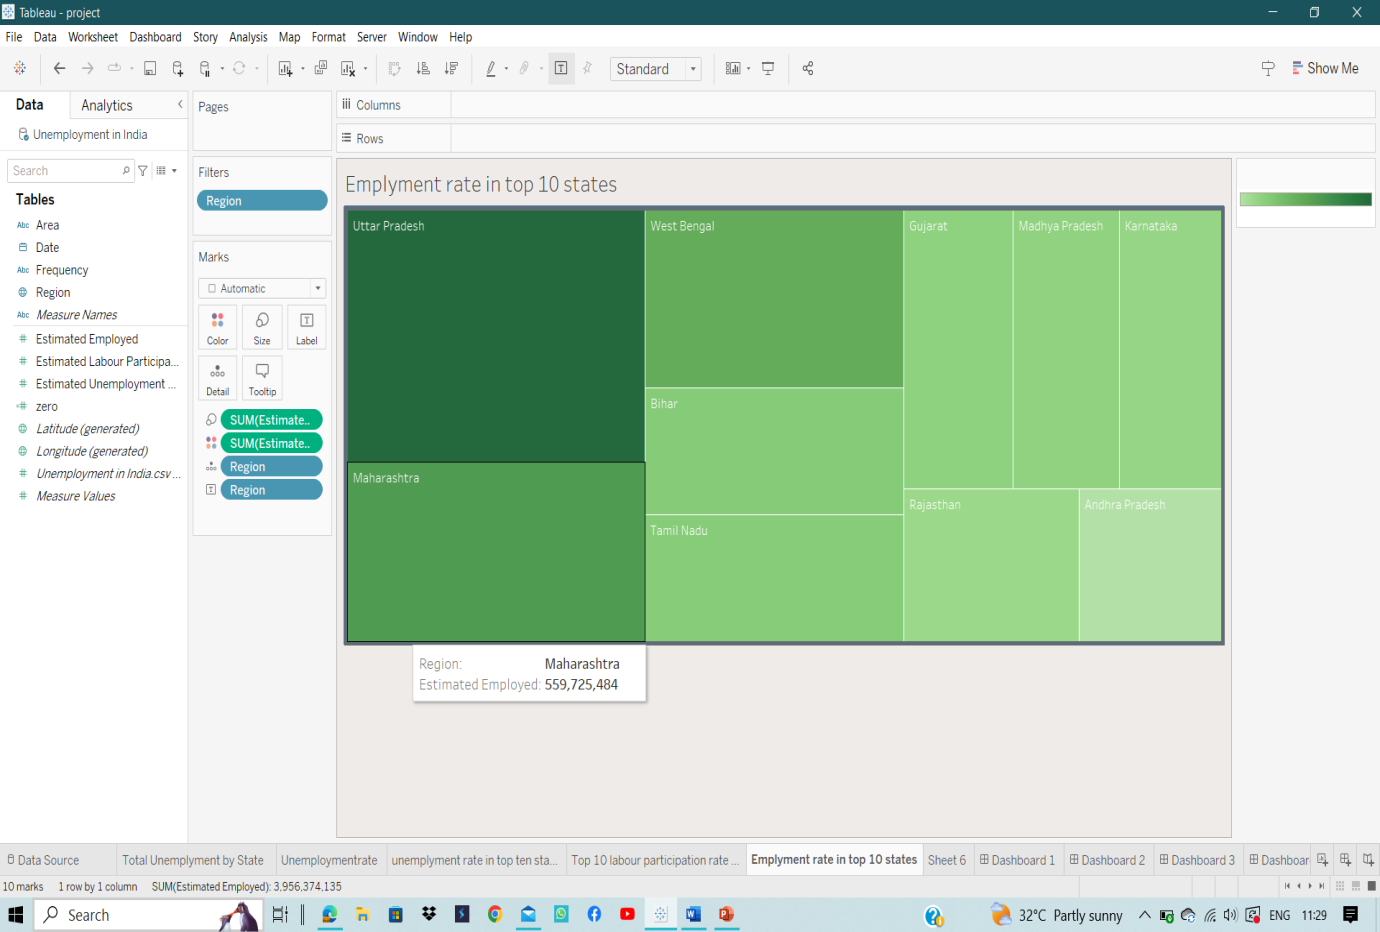 Tableau - project
File Data Worksheet Dashboard Story Analysis Map Format Server Window Help
Standard
Show Me
Data Analytics
Unemployment in India
Search
Tables
Abc Area
Date
Abc Frequency
Region
Abc Measure Names
Estimated Employed
Estimated Labour Participa...
Estimated Unemployment ...
zero
Latitude (generated)
Longitude (generated)
Unemployment in India.csv ...
Measure Values
Pages
Filters
Region
Marks
Automatic
Color Size Label
Detail Tooltip
SUM(Estimate..
SUM(Estimate..
Region
Region
Columns
Rows
Emplyment rate in top 10 states
Uttar Pradesh
Maharashtra
West Bengal
Bihar
Tamil Nadu
Gujarat
Madhya Pradesh
Karnataka
Rajasthan
Andhra Pradesh
Region: Maharashtra
Estimated Employed: 559,725,484
Data Source Total Unemplyment by State Unemploymentrate unemplyment rate in top ten sta... Top 10 labour participation rate ... Emplyment rate in top 10 states Sheet 6 Dashboard 1 Dashboard 2 Dashboard 3 Dashboar
10 marks 1 row by 1 column SUM(Estimated Employed): 3,956,374,135
Search
32°C Partly sunny ENG 11:29